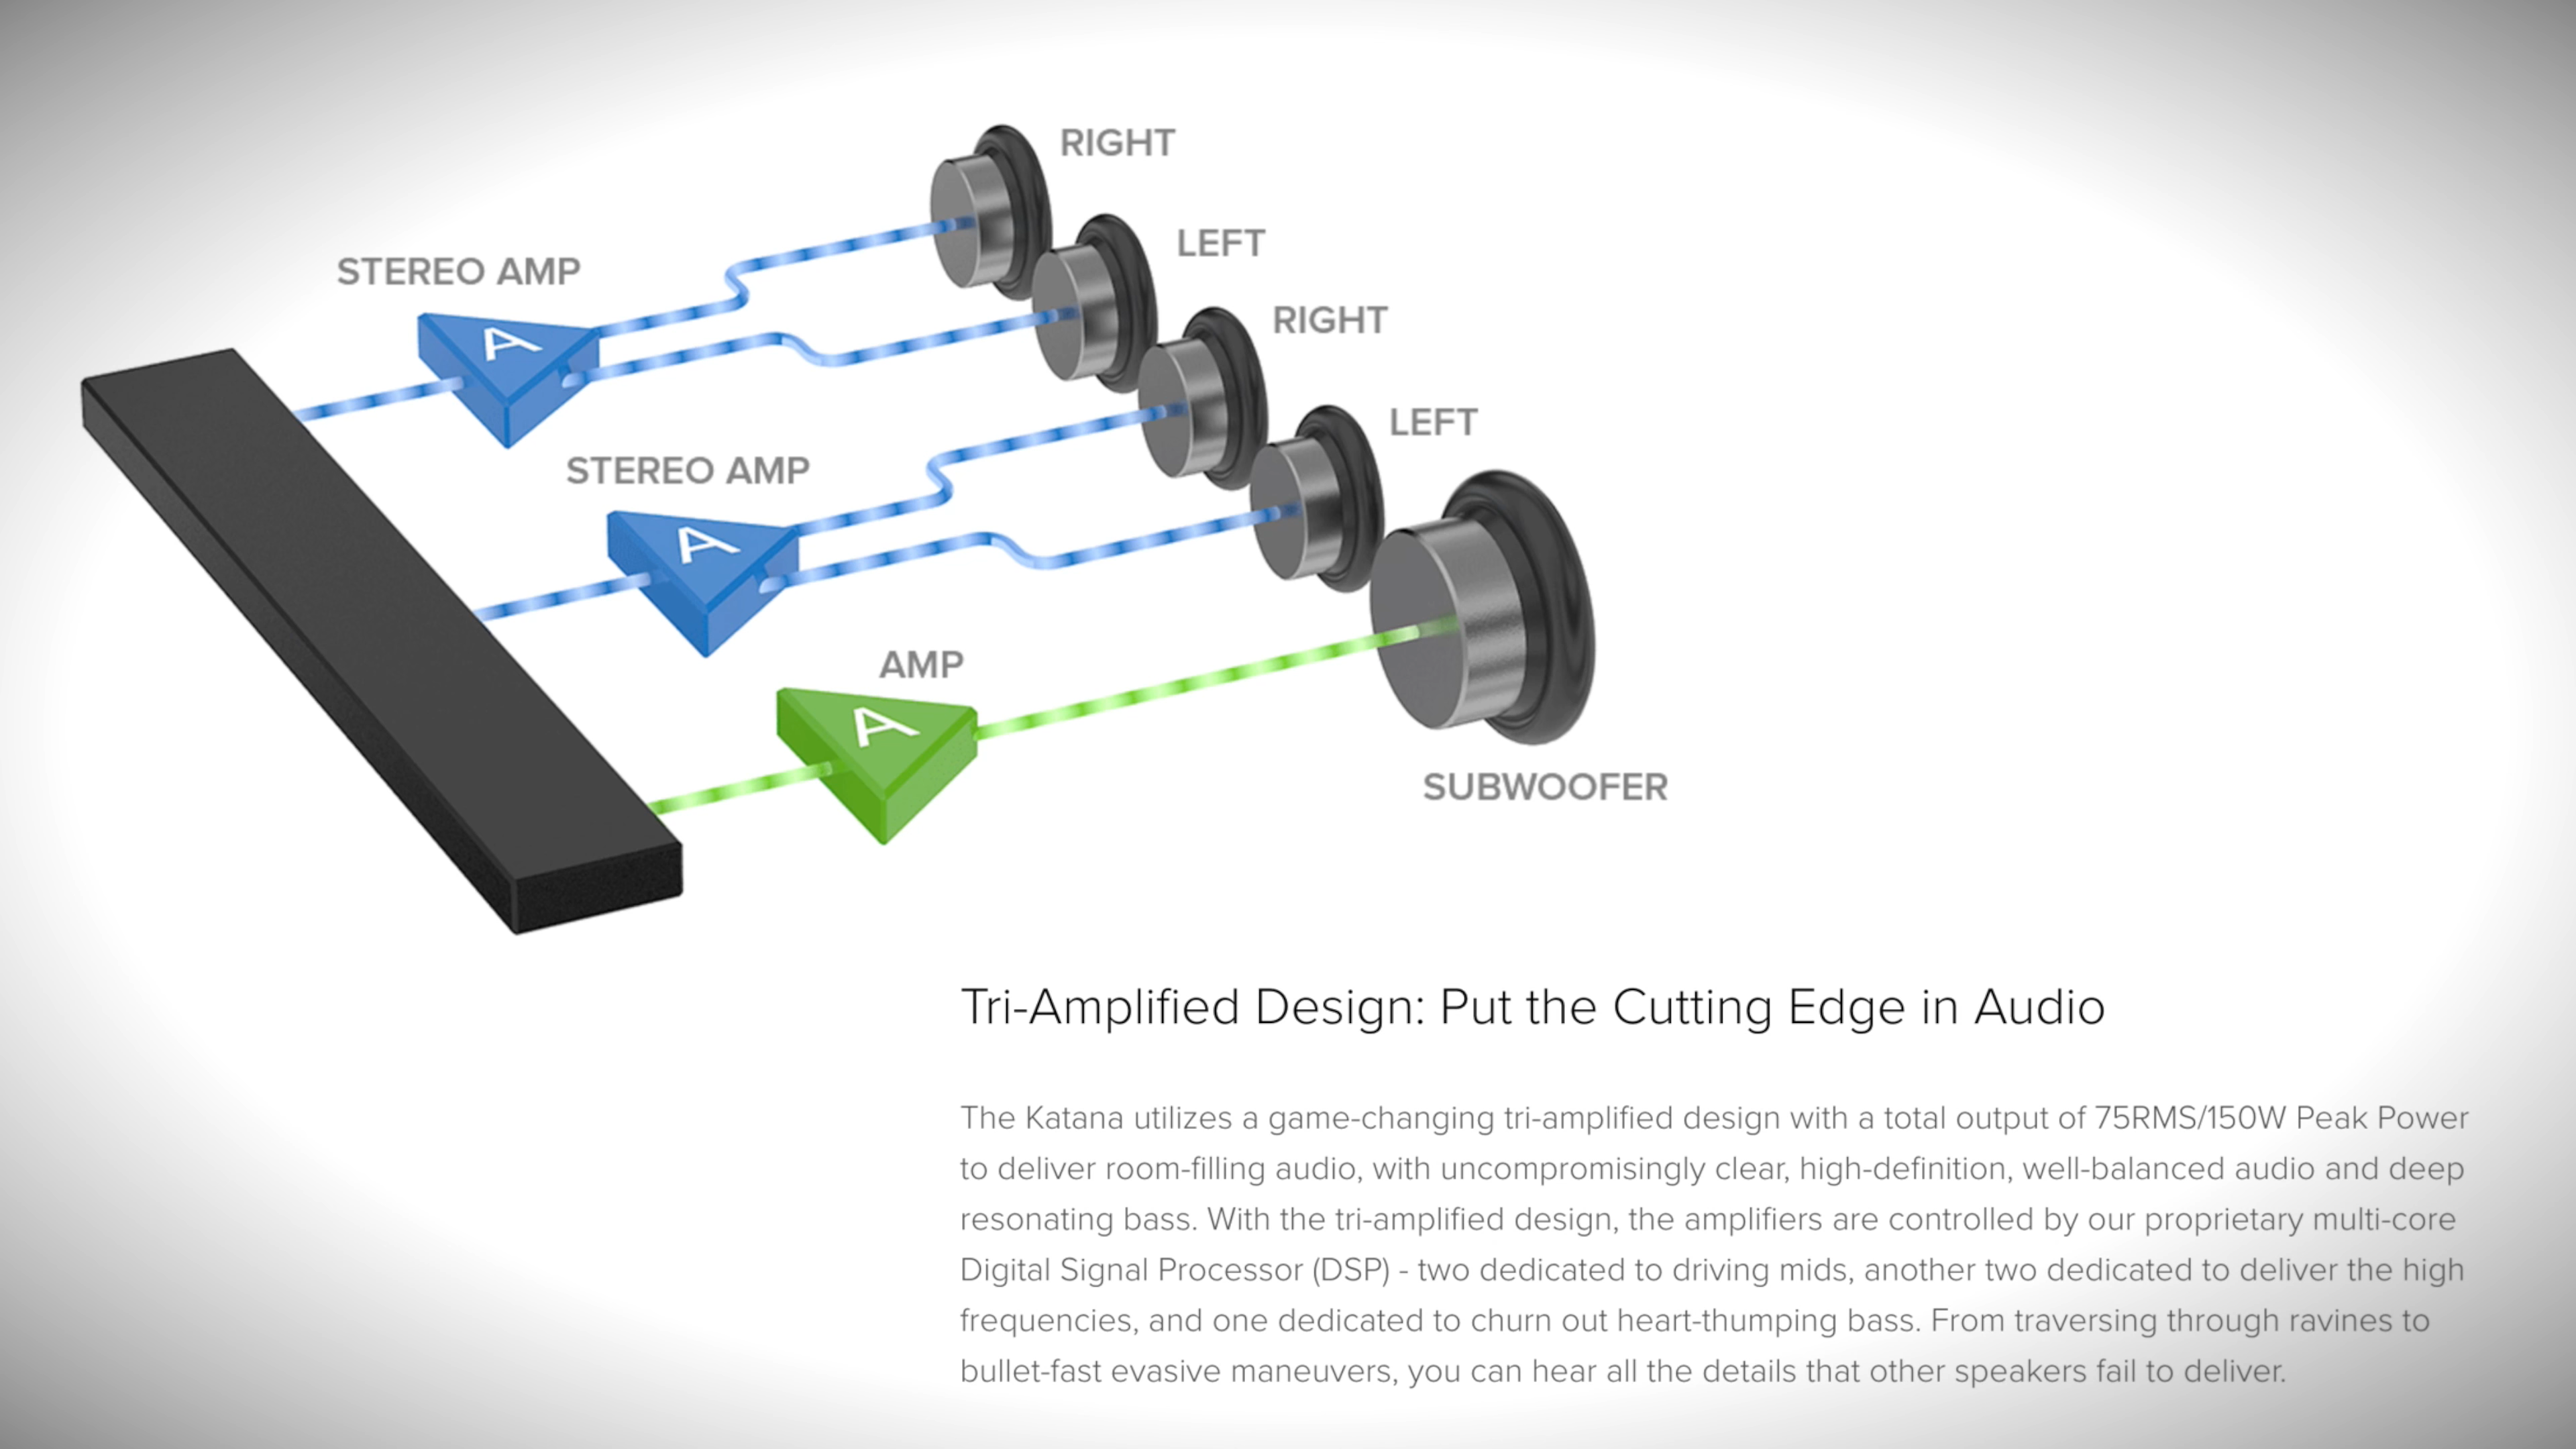 RIGHT
LEFT
STEREO AMP
RIGHT
A
LEFT
STEREO AMP
A
AMP
A
SUBWOOFER
Tri-Amplified Design: Put the Cutting Edge in Audio
The Katana utilizes a game-changing tri-amplified design with a total output of 75RMS/150W Peak Power
to deliver room-filling audio, with uncompromisingly clear, high-definition, well-balanced audio and deep
resonating bass. With the tri-amplified design, the amplifiers are controlled by our proprietary multi-core
Digital Signal Processor (DSP) - two dedicated to driving mids, another two dedicated to deliver the high
frequencies, and one dedicated to churn out heart-thumping bass. From traversing through ravines to
bullet-fast evasive maneuvers, you can hear all the details that other speakers fail to deliver.